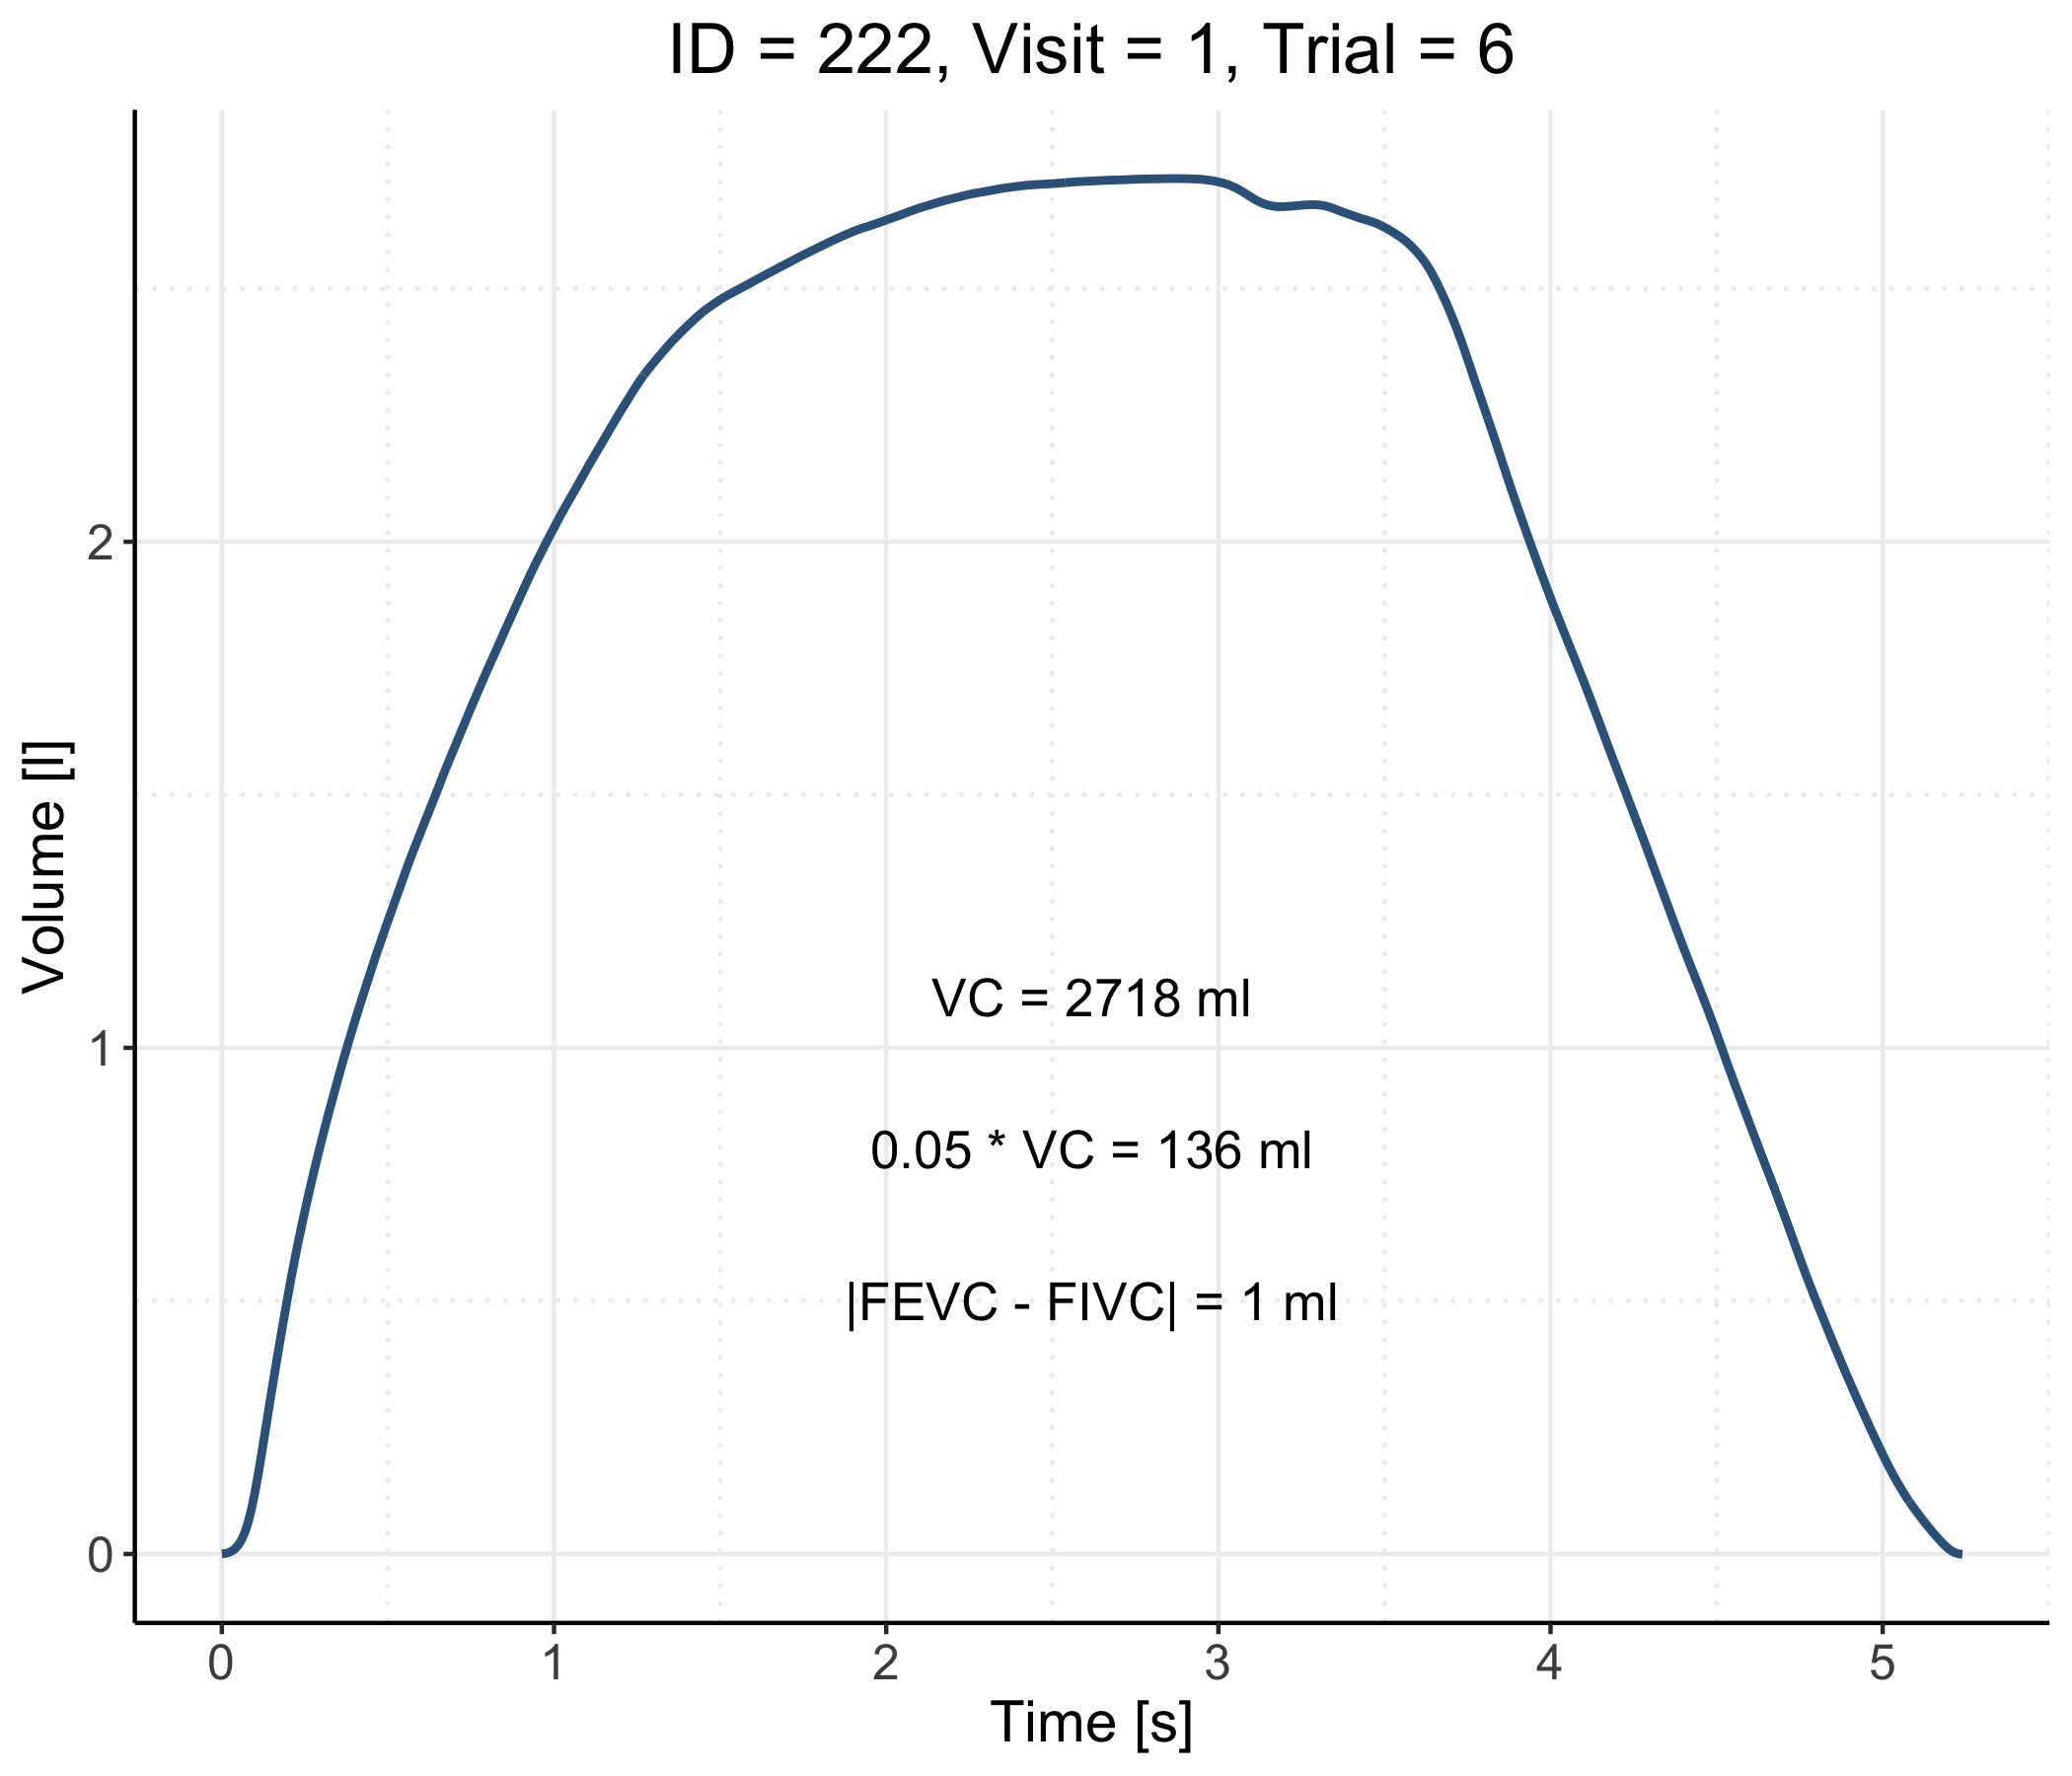 ID = 222, Visit = 1, Trial = 6
Volume [l]
2
1
0
VC = 2718 ml
0.05 * VC = 136 ml
|FEVC - FIVC| = 1 ml
0 1 2 3 4 5
Time [s]